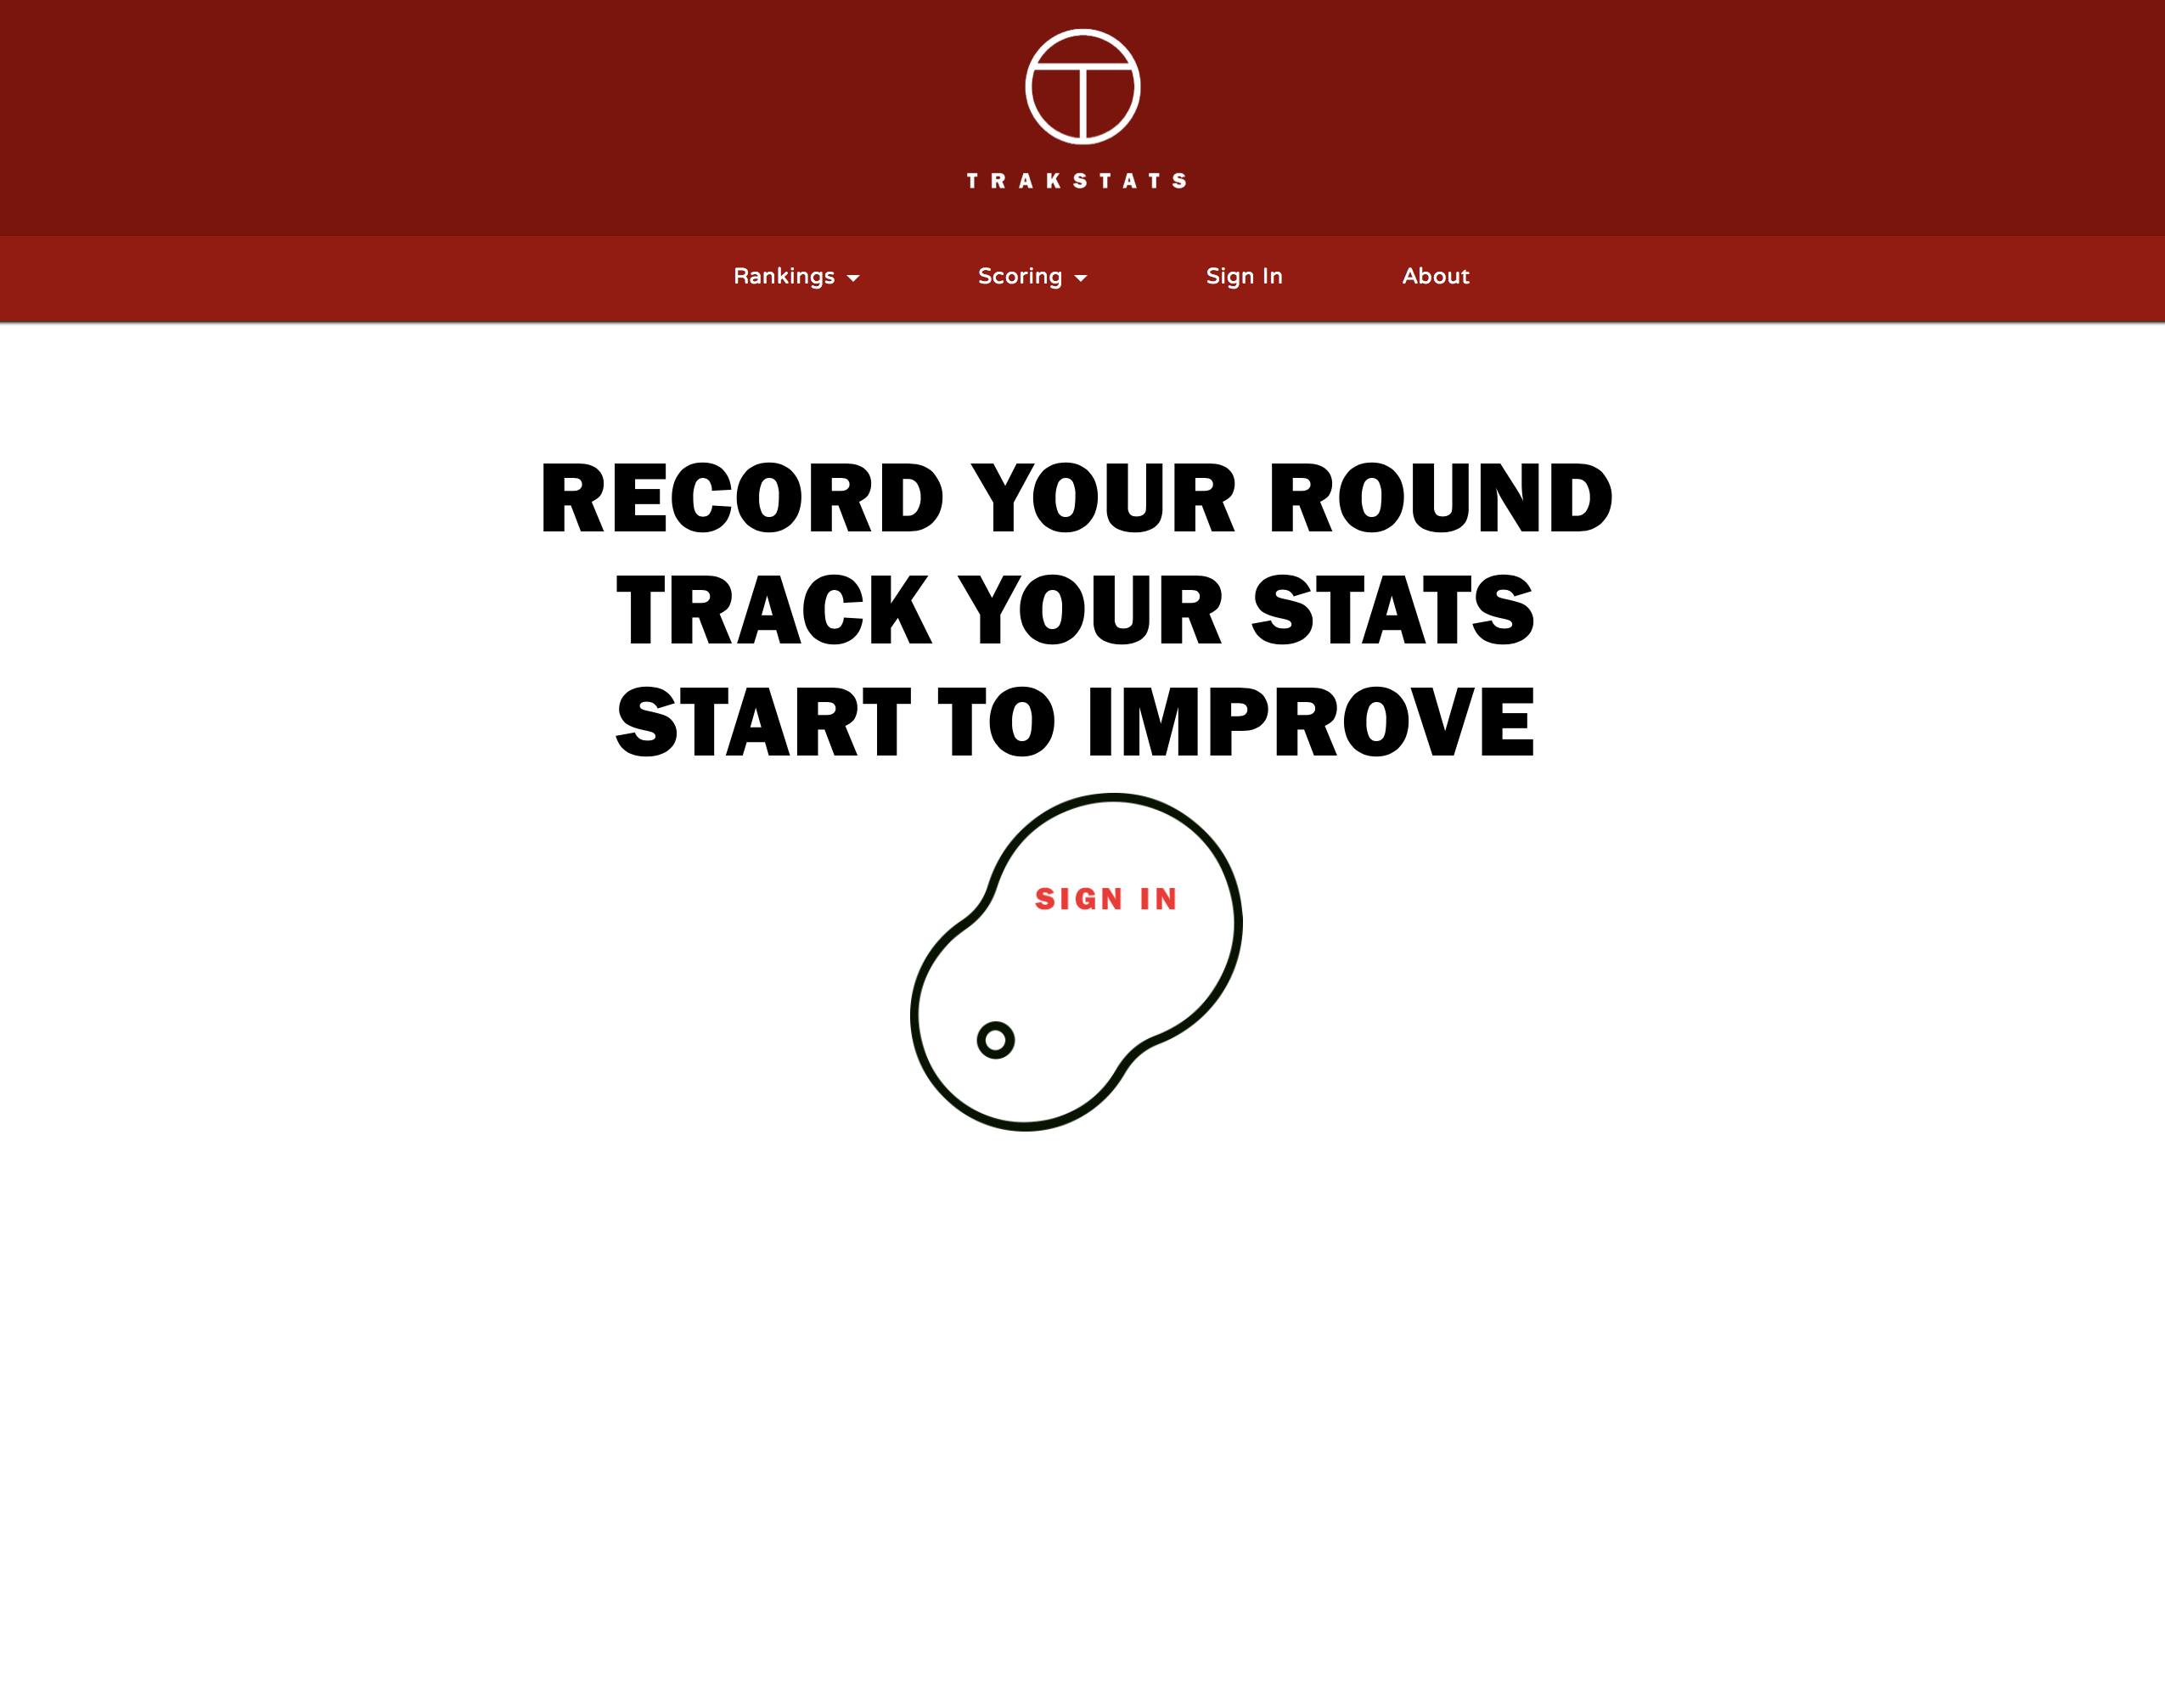 TRAKSTATS
Rankings Scoring Sign In About
RECORD YOUR ROUND
TRACK YOUR STATS
START TO IMPROVE
SIGN IN